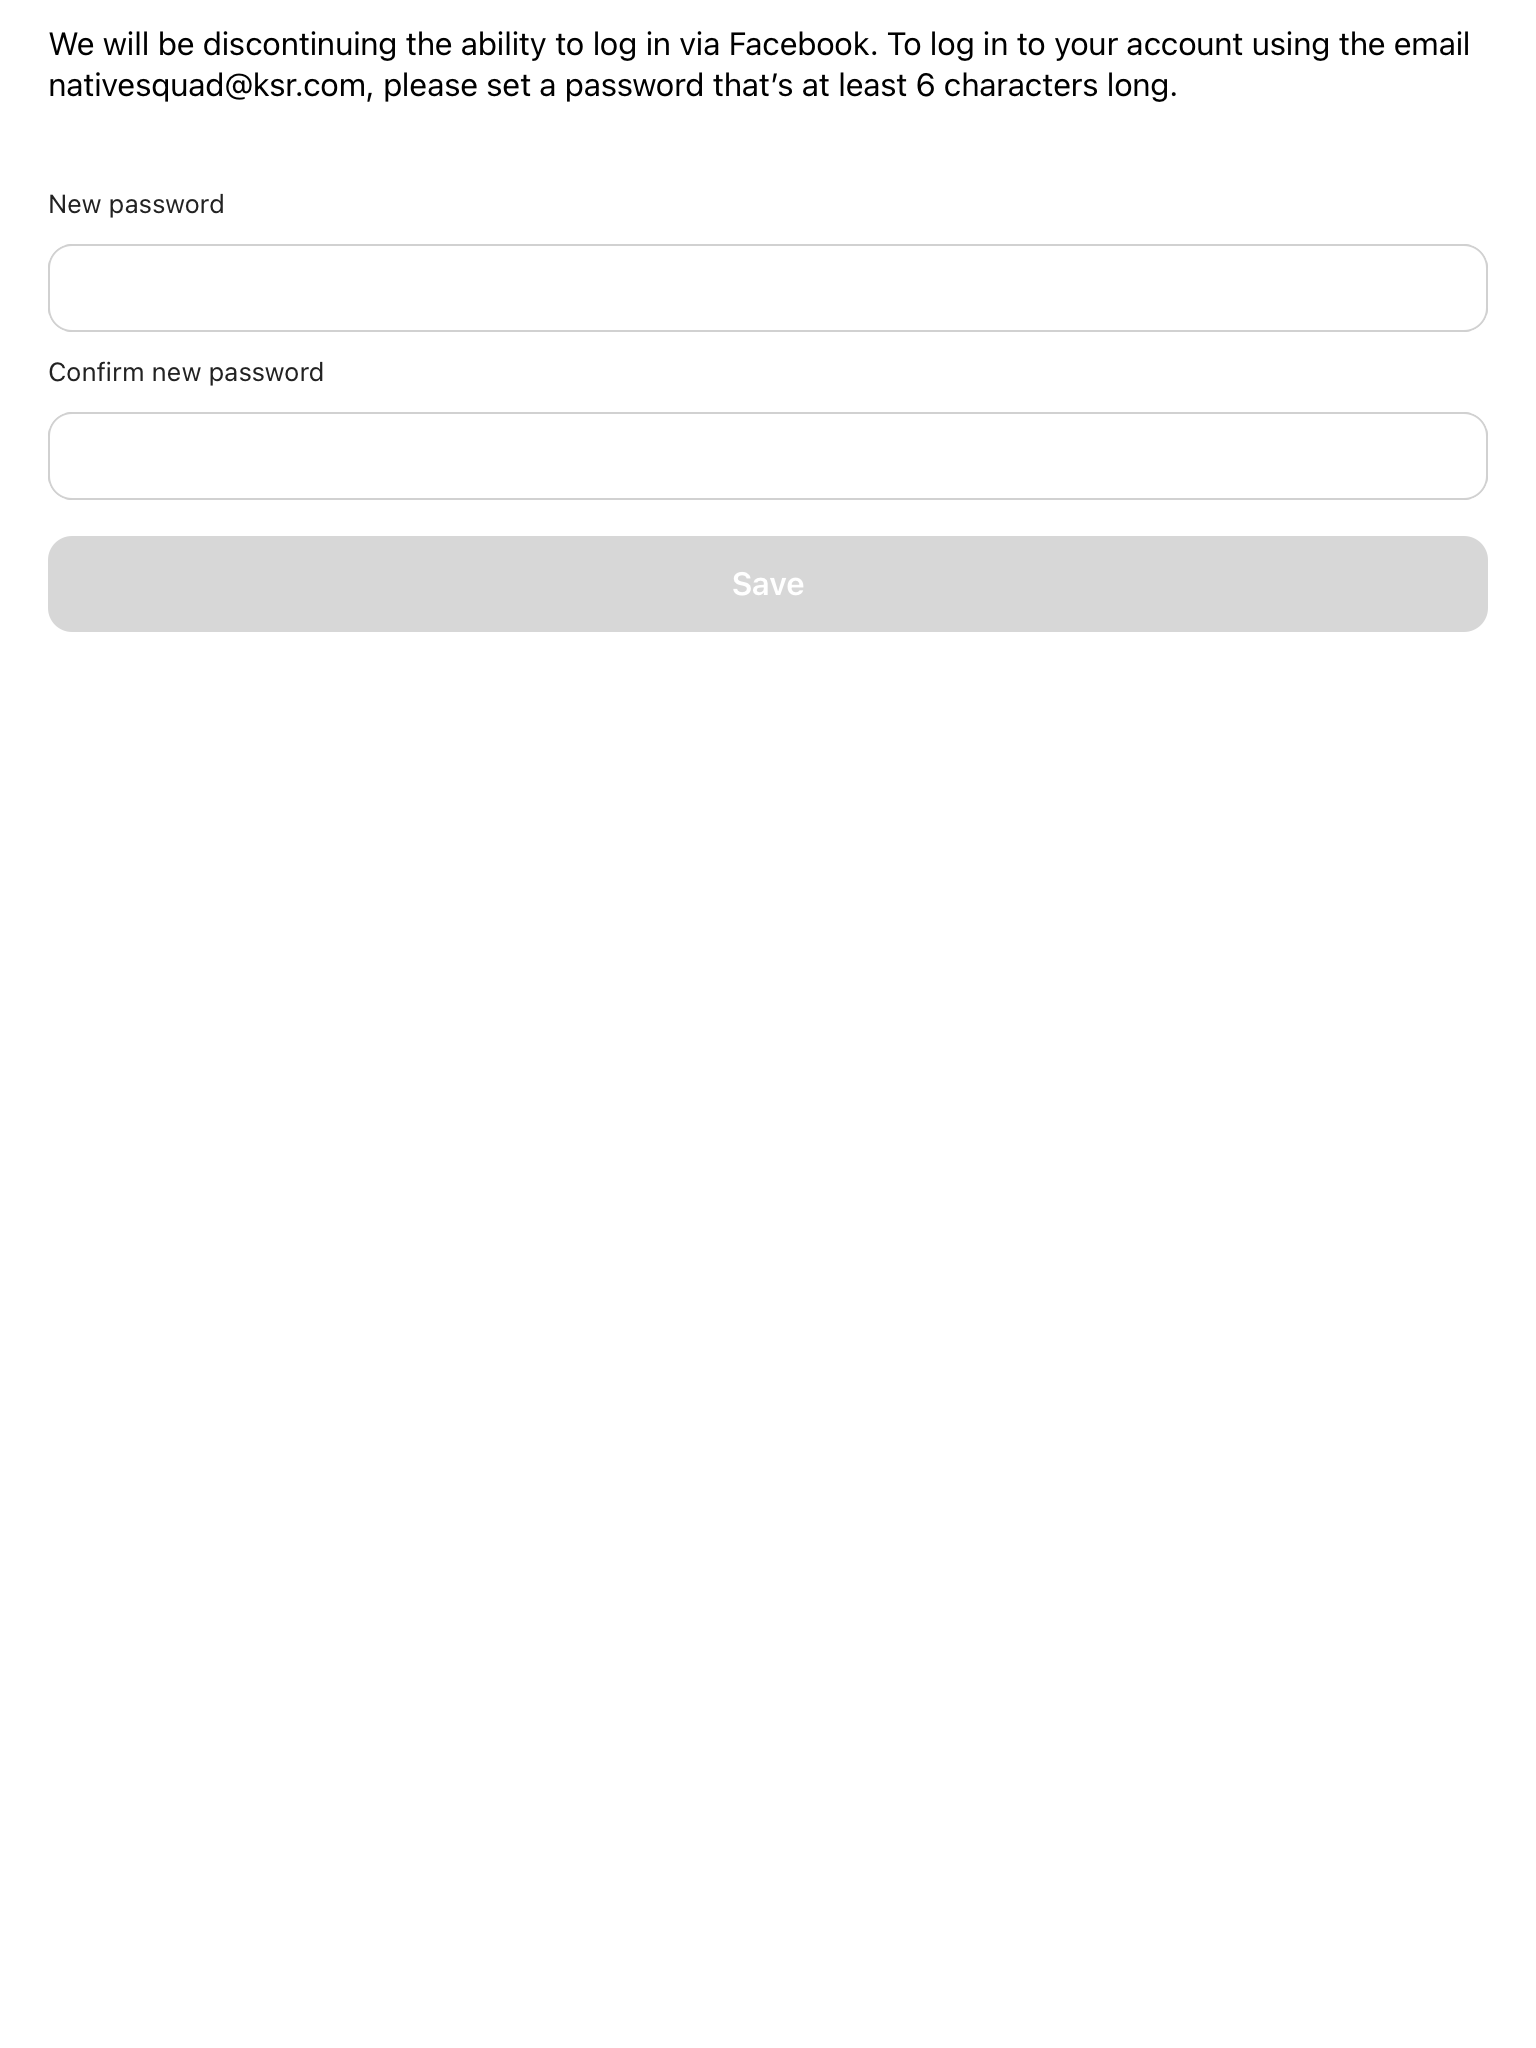 We will be discontinuing the ability to log in via Facebook. To log in to your account using the email
nativesquad@ksr.com, please set a password that’s at least 6 characters long.
New password
Confirm new password
Save